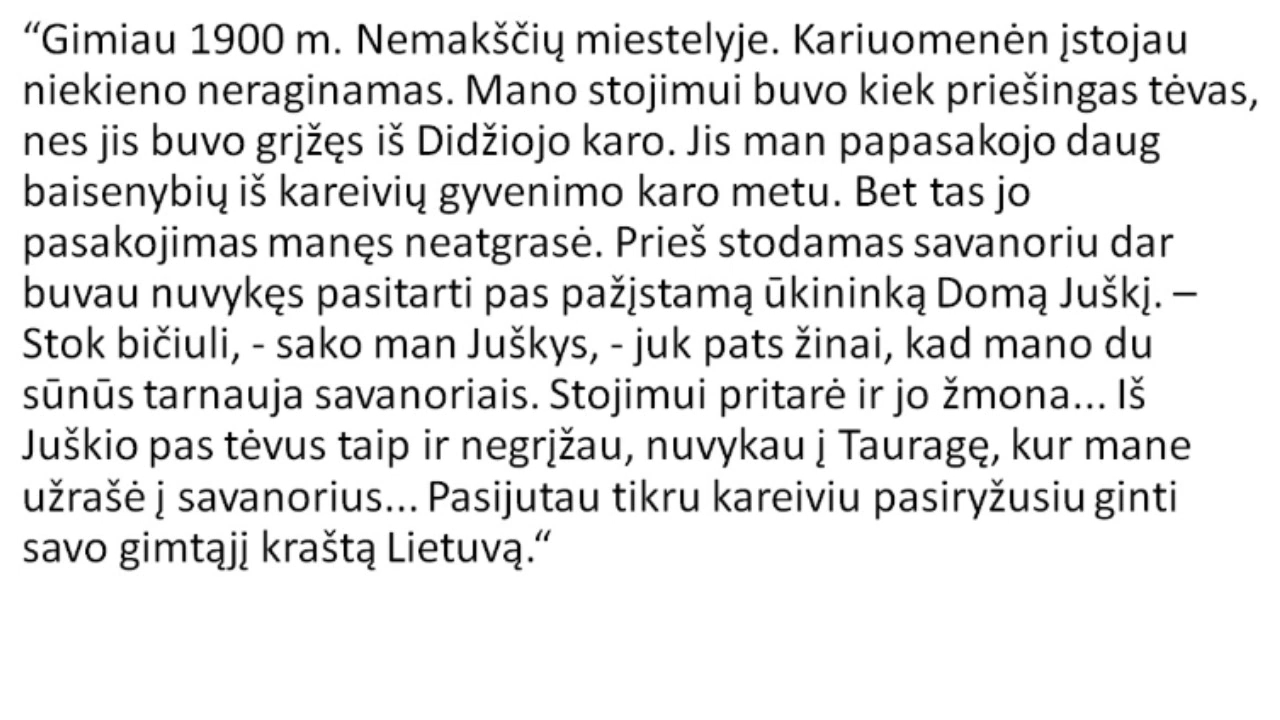 “Gimiau 1900 m. Nemakščių miestelyje. Kariuomenėn įstojau
niekieno neraginamas. Mano stojimui buvo kiek priešingas tėvas,
nes jis buvo grįžęs iš Didžiojo karo. Jis man papasakojo daug
baisenybių iš kareivių gyvenimo karo metu. Bet tas jo
pasakojimas manęs neatgrasė. Prieš stodamas savanoriu dar
buvau nuvykęs pasitarti pas pažįstamą ūkininką Domą Juškį. –
Stok bičiuli, - sako man Juškys, - juk pats žinai, kad mano du
sūnūs tarnauja savanoriais. Stojimui pritarė ir jo žmona... Iš
Juškio pas tėvus taip ir negrįžau, nuvykau į Tauragę, kur mane
užrašė į savanorius... Pasijutau tikru kareiviu pasiryžusiu ginti
savo gimtąjį kraštą Lietuvą.“